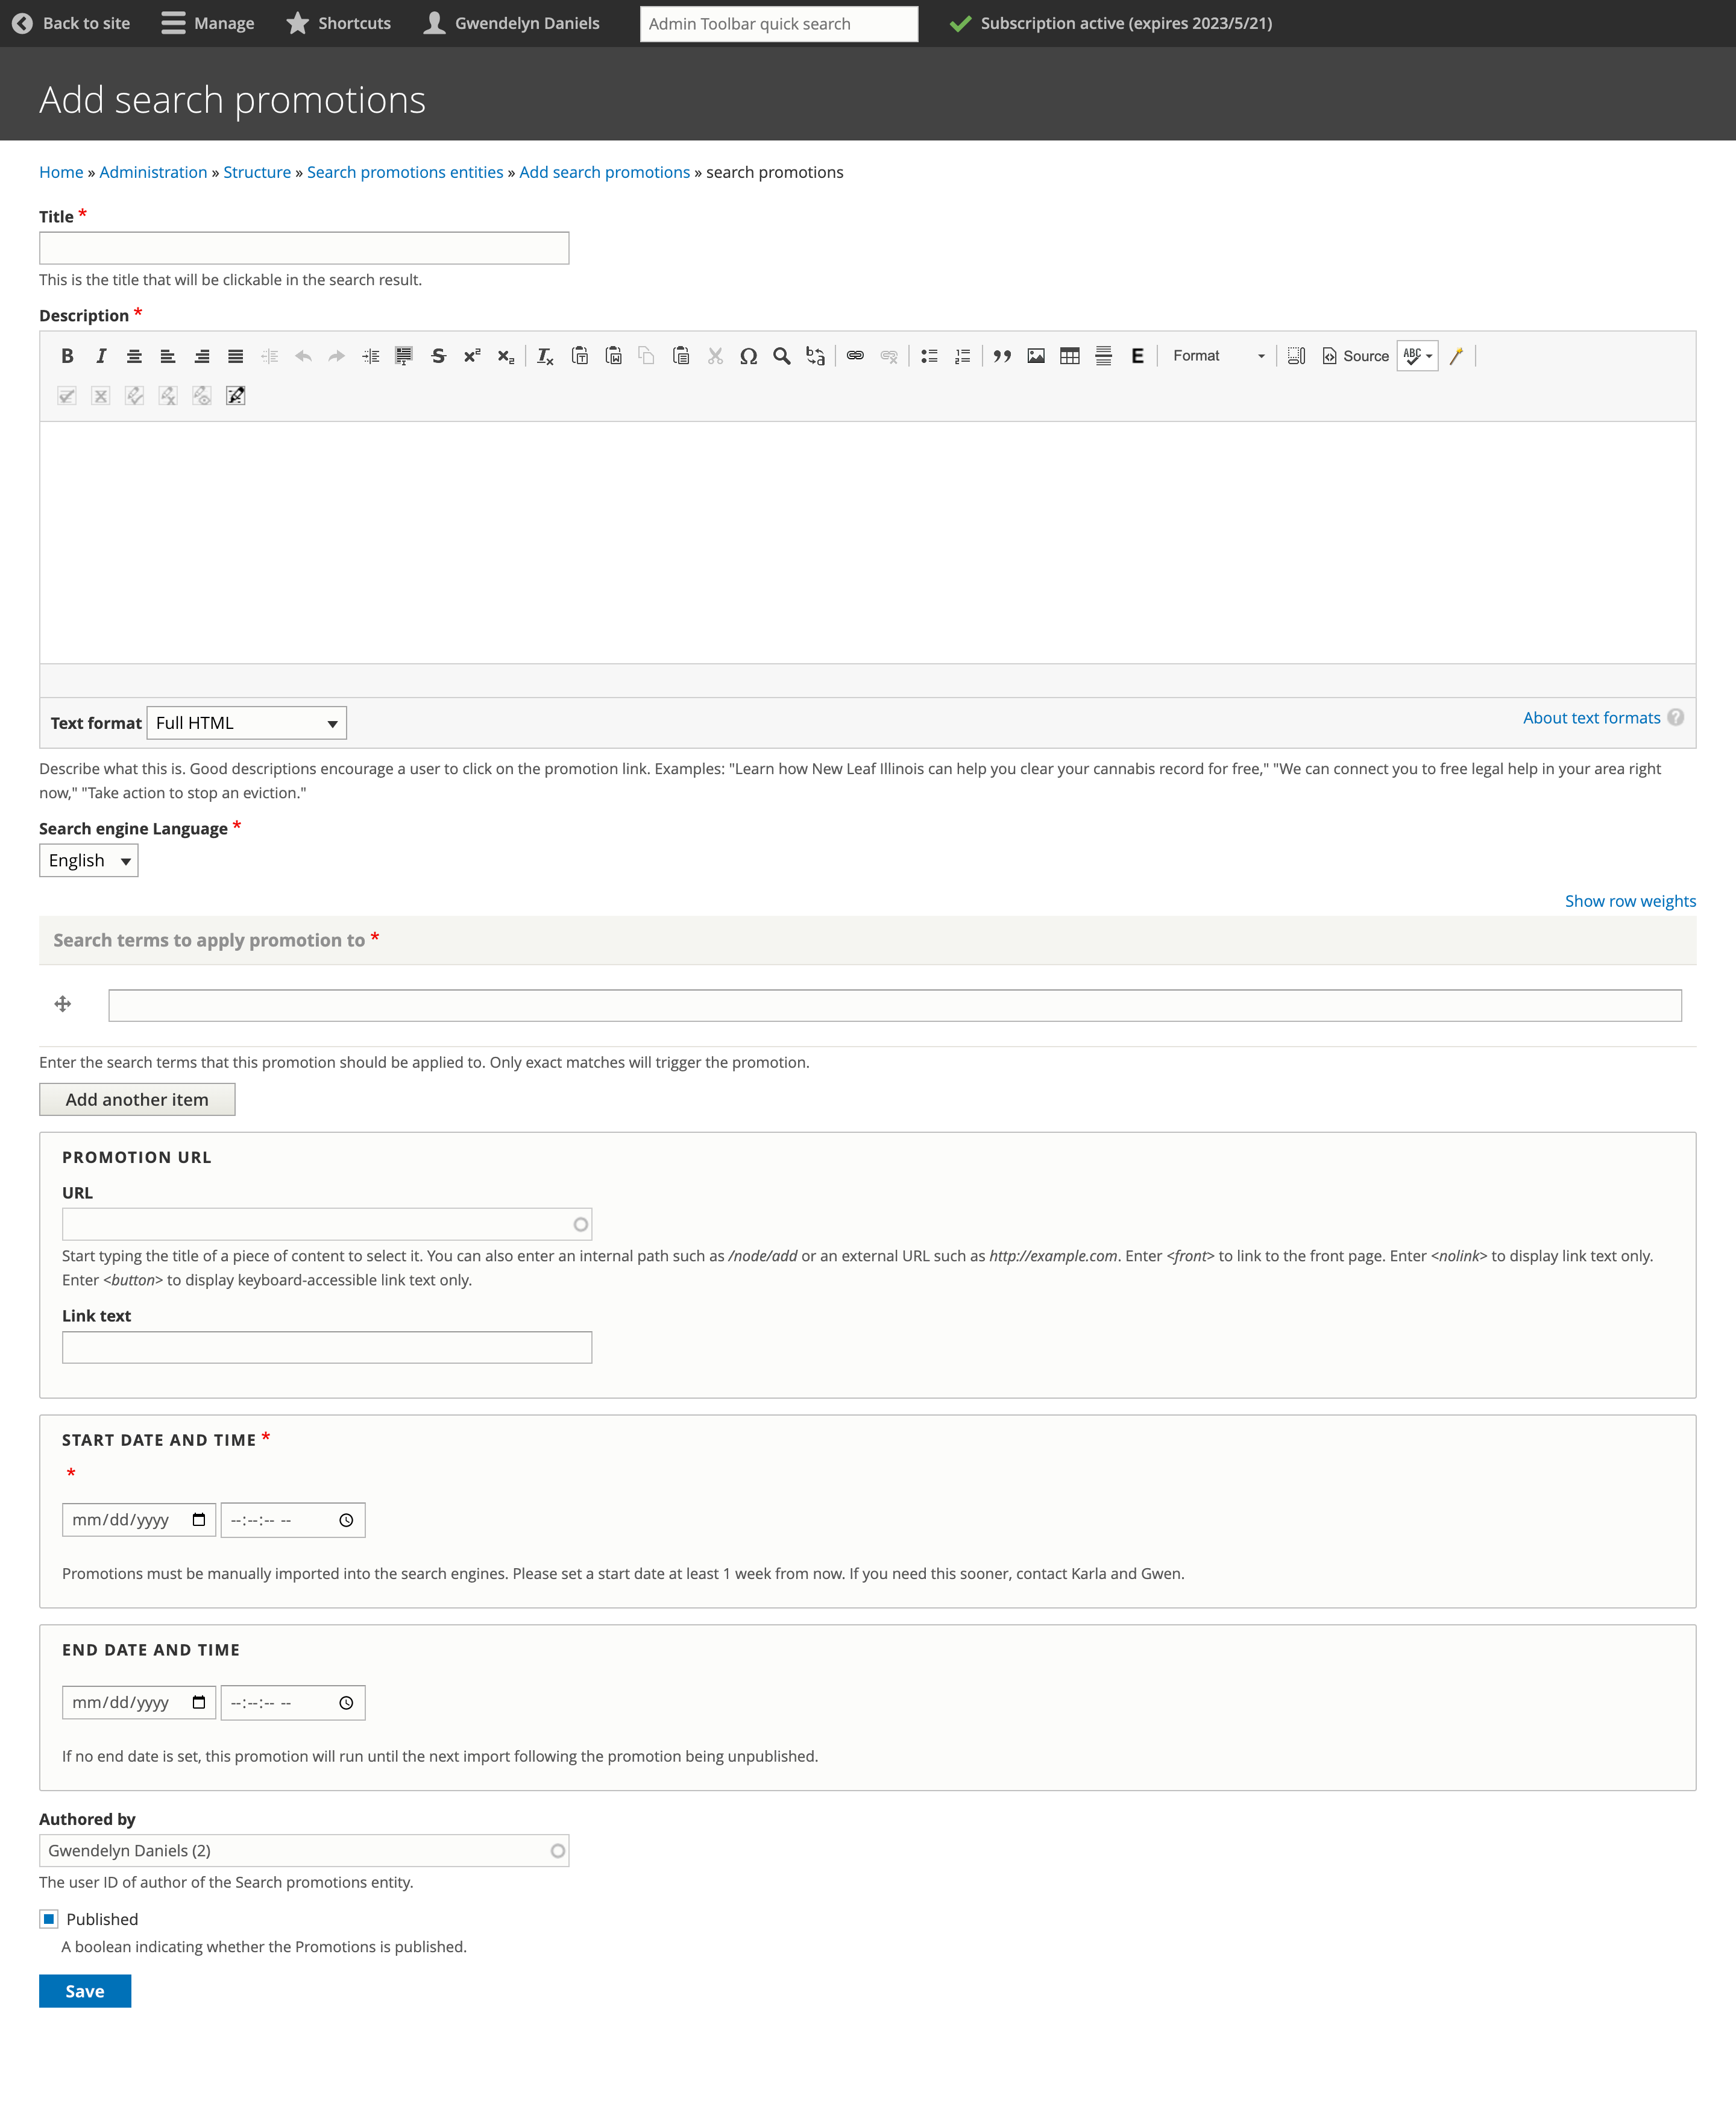 Back to site Manage Shortcuts Gwendelyn Daniels Admin Toolbar quick search Subscription active (expires 2023/5/21)
Add search promotions
Home » Administration » Structure » Search promotions entities » Add search promotions » search promotions
Title *
This is the title that will be clickable in the search result.
Description *
Format Source ABC
Text format Full HTML About text formats ?
Describe what this is. Good descriptions encourage a user to click on the promotion link. Examples: "Learn how New Leaf Illinois can help you clear your cannabis record for free," "We can connect you to free legal help in your area right
now," "Take action to stop an eviction."
Search engine Language *
English
Show row weights
Search terms to apply promotion to *
Enter the search terms that this promotion should be applied to. Only exact matches will trigger the promotion.
Add another item
PROMOTION URL
URL
Start typing the title of a piece of content to select it. You can also enter an internal path such as /node/add or an external URL such as http://example.com. Enter <front> to link to the front page. Enter <nolink> to display link text only.
Enter <button> to display keyboard-accessible link text only.
Link text
START DATE AND TIME *
*
mm/dd/yyyy --:--:-- --
Promotions must be manually imported into the search engines. Please set a start date at least 1 week from now. If you need this sooner, contact Karla and Gwen.
END DATE AND TIME
mm/dd/yyyy --:--:-- --
If no end date is set, this promotion will run until the next import following the promotion being unpublished.
Authored by
Gwendelyn Daniels (2)
The user ID of author of the Search promotions entity.
Published
A boolean indicating whether the Promotions is published.
Save